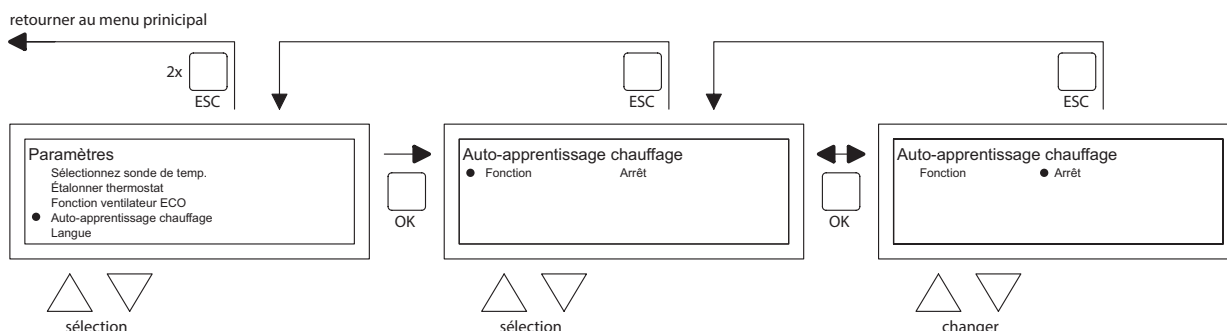 retourner au menu prinicipal
2x
ESC
ESC
ESC
Paramètres
Sélectionnez sonde de temp.
Étalonner thermostat
Fonction ventilateur ECO
● Auto-apprentissage chauffage
Langue
OK
Auto-apprentissage chauffage
● Fonction Arrêt
OK
Auto-apprentissage chauffage
Fonction ● Arrêt
sélection
sélection
changer